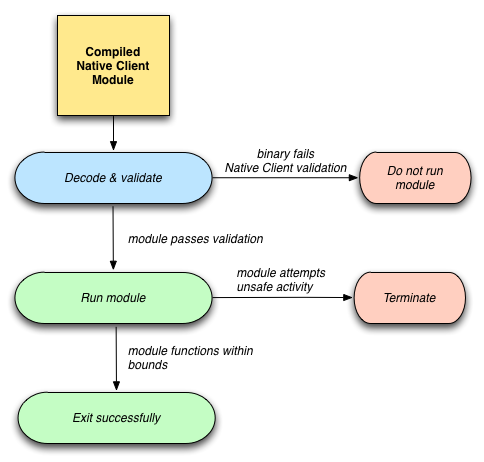 Compiled
Native Client
Module
Decode & validate
binary fails
Native Client validation
Do not run
module
module passes validation
Run module
module attempts
unsafe activity
Terminate
module functions within
bounds
Exit successfully